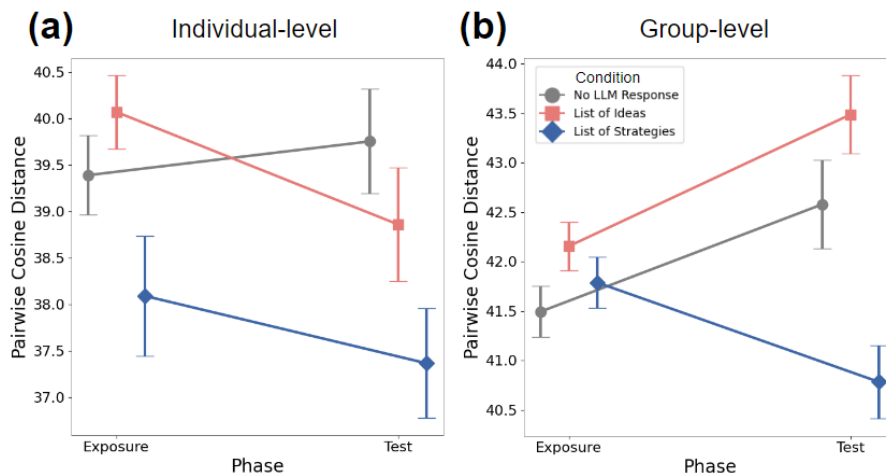 (a) Individual-level
Pairwise Cosine Distance
40.5
40.0
39.5
39.0
38.5
38.0
37.5
37.0
Exposure Test
Phase
(b) Group-level
Pairwise Cosine Distance
44.0
43.5
43.0
42.5
42.0
41.5
41.0
40.5
Condition
No LLM Response
List of Ideas
List of Strategies
Exposure Test
Phase